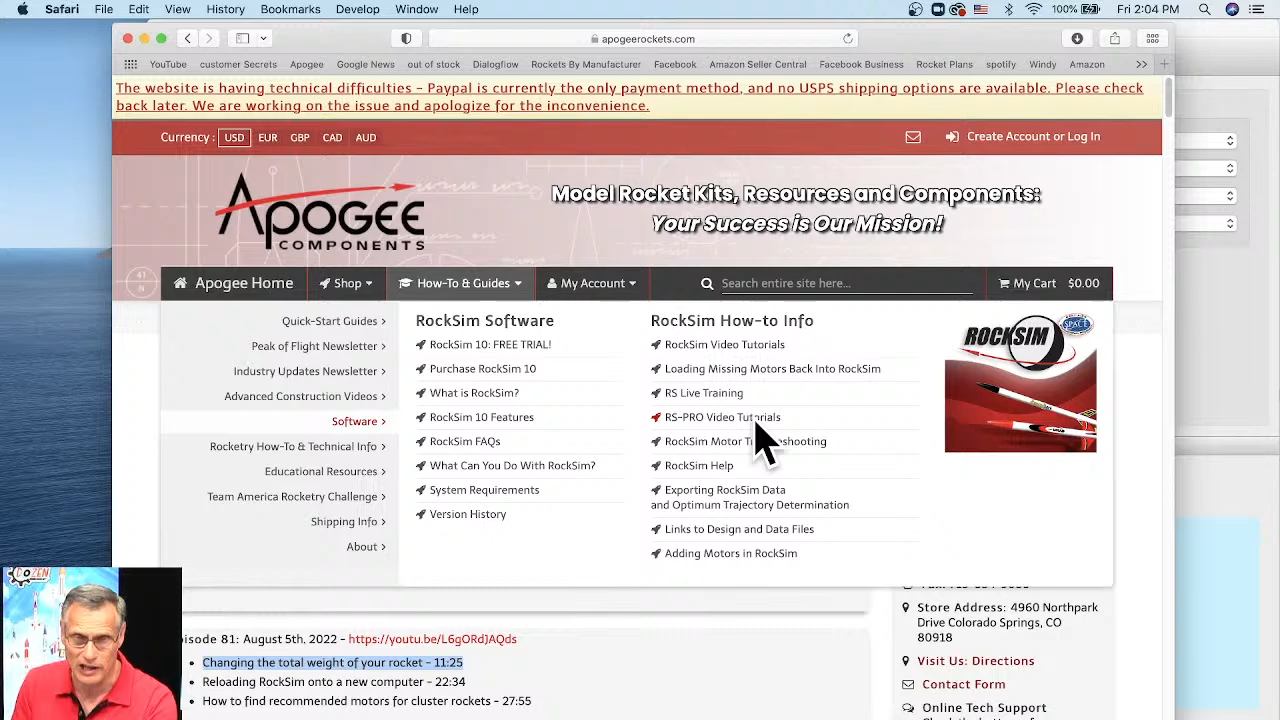 Safari File Edit View History Bookmarks Develop Window Help 100% Fri 2:04 PM
apogeerockets.com
YouTube customer Secrets Apogee Google News out of stock Dialogflow Rockets By Manufacturer Facebook Amazon Seller Central Facebook Business Rocket Plans spotify Windy Amazon
The website is having technical difficulties - Paypal is currently the only payment method, and no USPS shipping options are available. Please check
back later. We are working on the issue and apologize for the inconvenience.
Currency : USD EUR GBP CAD AUD Create Account or Log In
APOGEE
COMPONENTS
Model Rocket Kits, Resources and Components:
Your Success is Our Mission!
Apogee Home Shop How-To & Guides My Account Search entire site here... My Cart $0.00
Quick-Start Guides
Peak of Flight Newsletter
Industry Updates Newsletter
Advanced Construction Videos
Software
Rocketry How-To & Technical Info
Educational Resources
Team America Rocketry Challenge
Shipping Info
About
RockSim Software
RockSim 10: FREE TRIAL!
Purchase RockSim 10
What is RockSim?
RockSim 10 Features
RockSim FAQs
What Can You Do With RockSim?
System Requirements
Version History
RockSim How-to Info
RockSim Video Tutorials
Loading Missing Motors Back Into RockSim
RS Live Training
RS-PRO Video Tutorials
RockSim Motor
RockSim Help
Exporting RockSim Data
and Optimum Trajectory Determination
Links to Design and Data Files
Adding Motors in RockSim
ROCKSIM
SPACE
Store Address: 4960 Northpark
Drive Colorado Springs, CO
80918
Visit Us: Directions
Contact Form
Online Tech Support
COZEN
Episode 81: August 5th, 2022 - https://youtu.be/L6gORdJAQds
Changing the total weight of your rocket - 11:25
Reloading RockSim onto a new computer - 22:34
How to find recommended motors for cluster rockets - 27:55